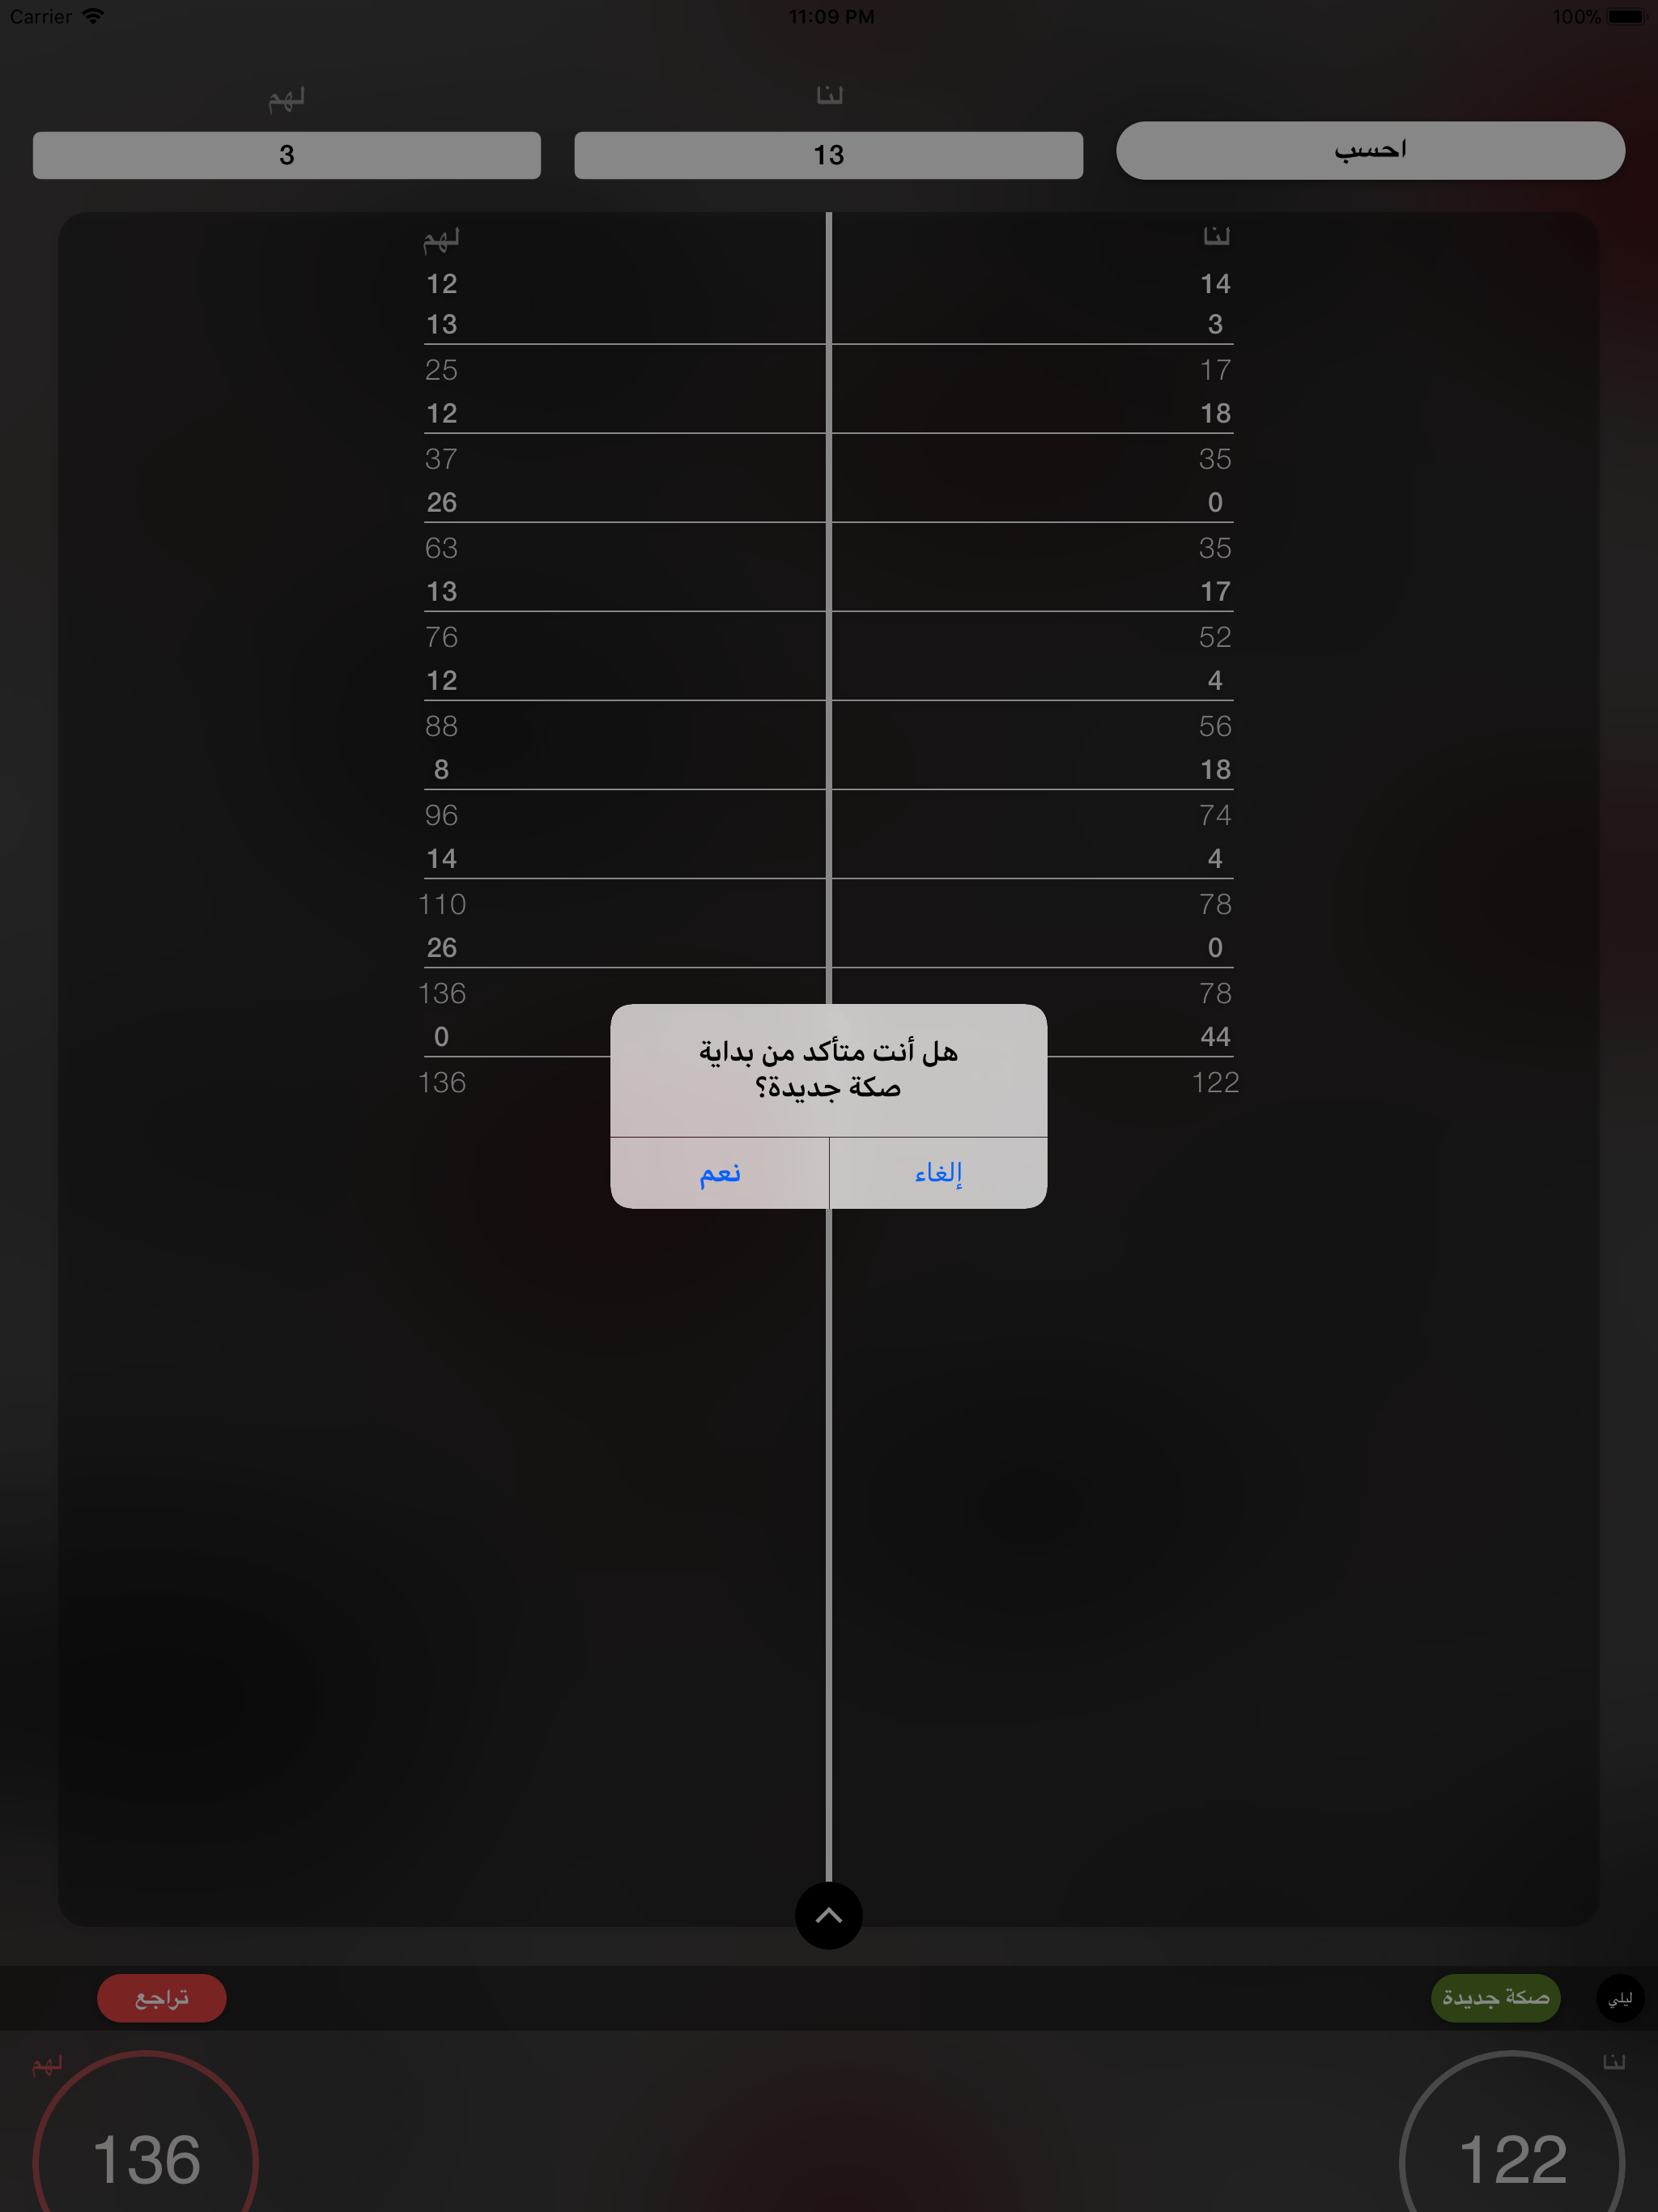 Carrier 11:09 PM 100%
لنا لهم
احسب 13 3
لنا لهم
14 12
3 13
17 25
18 12
35 37
0 26
35 63
17 13
52 76
4 12
56 88
18 8
74 96
4 14
78 110
0 26
78 136
44 0
122 136
هل أنت متأكد من بداية
صكة جديدة؟
إلغاء نعم
ليلي صكة جديدة تراجع
لنا لهم
122 136